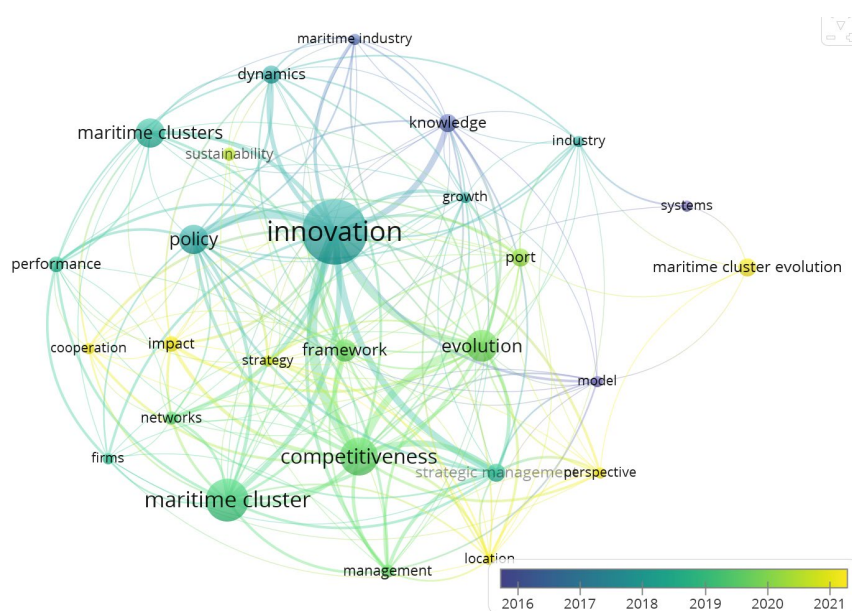 maritime industry
dynamics
knowledge
maritime clusters
industry
sustainability
growth
systems
innovation
policy
port
performance
maritime cluster evolution
cooperation
impact
strategy
framework
evolution
model
networks
firms
competitiveness
strategic management
perspective
maritime cluster
location
management
2016 2017 2018 2019 2020 2021